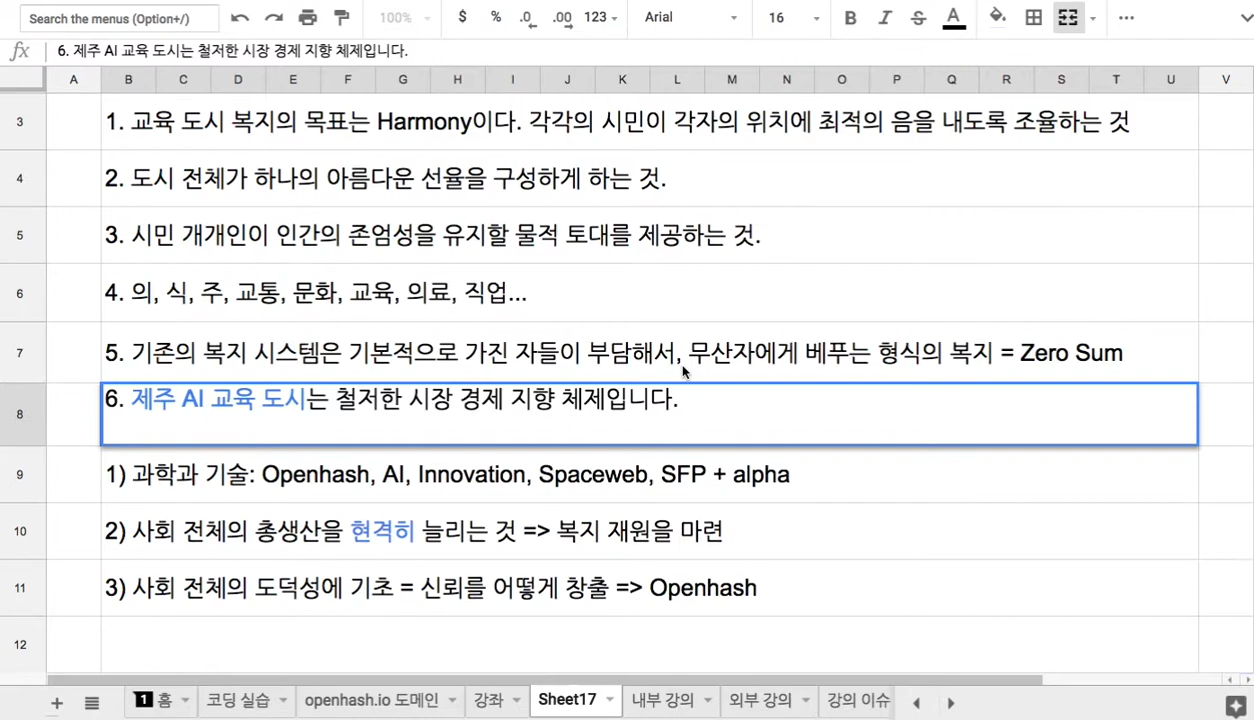 Search the menus (Option+/) 100% $ % .0 .00 123 Arial 16 B I S A
fx 6. 제주 AI 교육 도시는 철저한 시장 경제 지향 체제입니다.
A B C D E F G H I J K L M N O P Q R S T U V
3 1. 교육 도시 복지의 목표는 Harmony이다. 각각의 시민이 각자의 위치에 최적의 음을 내도록 조율하는 것
4 2. 도시 전체가 하나의 아름다운 선율을 구성하게 하는 것.
5 3. 시민 개개인이 인간의 존엄성을 유지할 물적 토대를 제공하는 것.
6 4. 의, 식, 주, 교통, 문화, 교육, 의료, 직업...
7 5. 기존의 복지 시스템은 기본적으로 가진 자들이 부담해서, 무산자에게 베푸는 형식의 복지 = Zero Sum
8 6. 제주 AI 교육 도시는 철저한 시장 경제 지향 체제입니다.
9 1) 과학과 기술: Openhash, AI, Innovation, Spaceweb, SFP + alpha
10 2) 사회 전체의 총생산을 현격히 늘리는 것 => 복지 재원을 마련
11 3) 사회 전체의 도덕성에 기초 = 신뢰를 어떻게 창출 => Openhash
12
1 홈 코딩 실습 openhash.io 도메인 강좌 Sheet17 내부 강의 외부 강의 강의 이슈